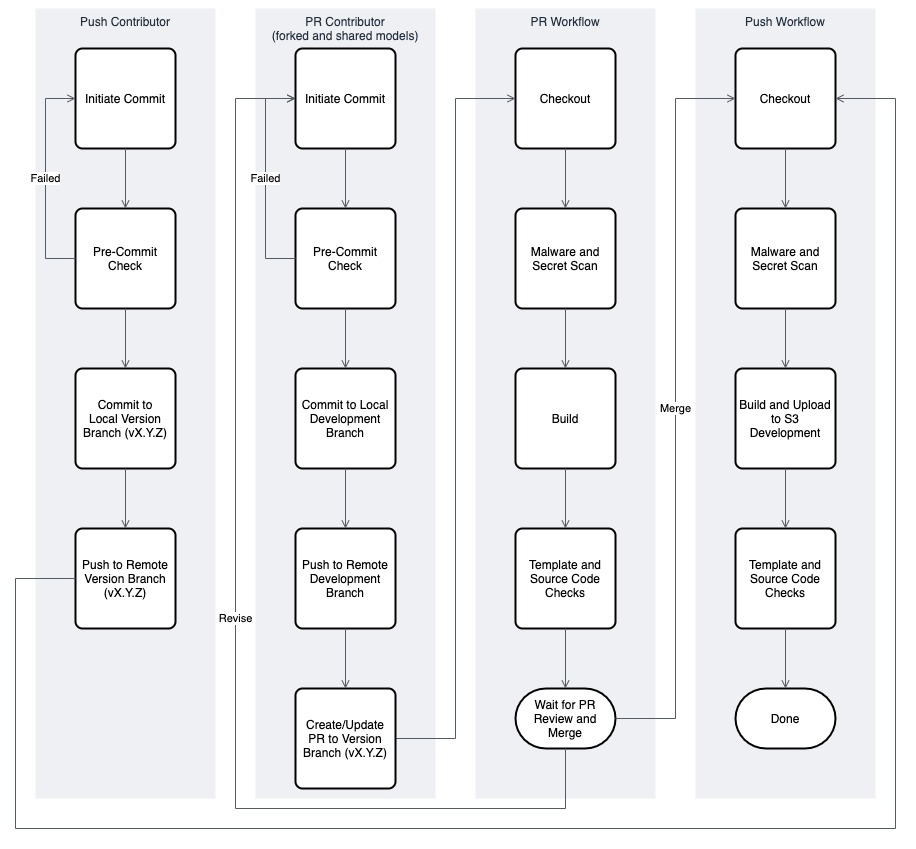 Push Contributor
Initiate Commit
Failed
Pre-Commit
Check
Commit to
Local Version
Branch (vX.Y.Z)
Push to Remote
Version Branch
(vX.Y.Z)
PR Contributor
(forked and shared models)
Initiate Commit
Failed
Pre-Commit
Check
Commit to Local
Development
Branch
Push to Remote
Development
Branch
Revise
Create/Update
PR to Version
Branch (vX.Y.Z)
PR Workflow
Checkout
Malware and
Secret Scan
Build
Template and
Source Code
Checks
Wait for PR
Review and
Merge
Merge
Push Workflow
Checkout
Malware and
Secret Scan
Build and Upload
to S3
Development
Template and
Source Code
Checks
Done